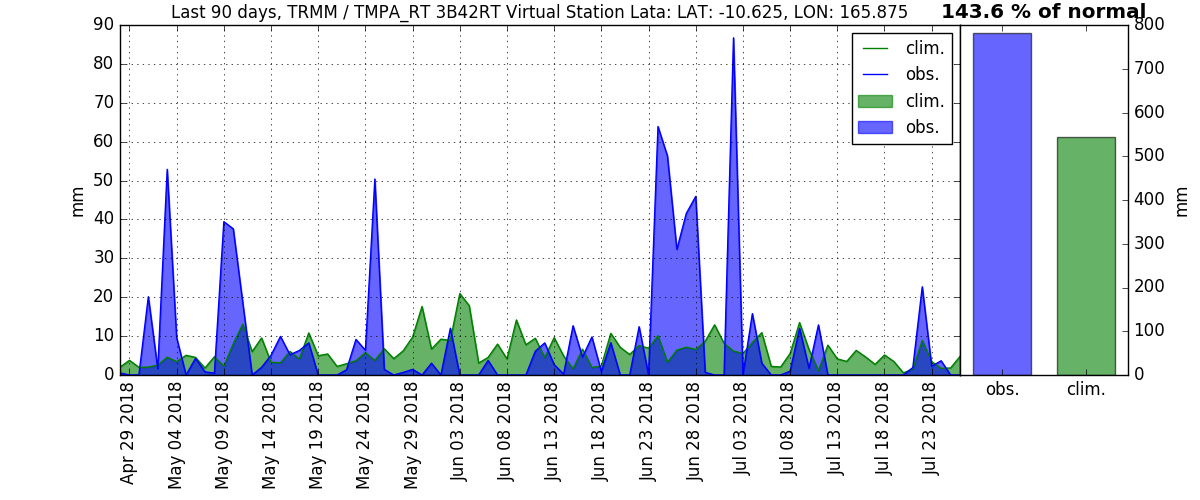 Last 90 days, TRMM / TMPA_RT 3B42RT Virtual Station Lata: LAT: -10.625, LON: 165.875
143.6 % of normal
90
80
70
60
50
40
30
20
10
0
mm
clim.
obs.
clim.
obs.
800
700
600
500
400
300
200
100
0
mm
obs.
clim.
Apr 29 2018
May 04 2018
May 09 2018
May 14 2018
May 19 2018
May 24 2018
May 29 2018
Jun 03 2018
Jun 08 2018
Jun 13 2018
Jun 18 2018
Jun 23 2018
Jun 28 2018
Jul 03 2018
Jul 08 2018
Jul 13 2018
Jul 18 2018
Jul 23 2018